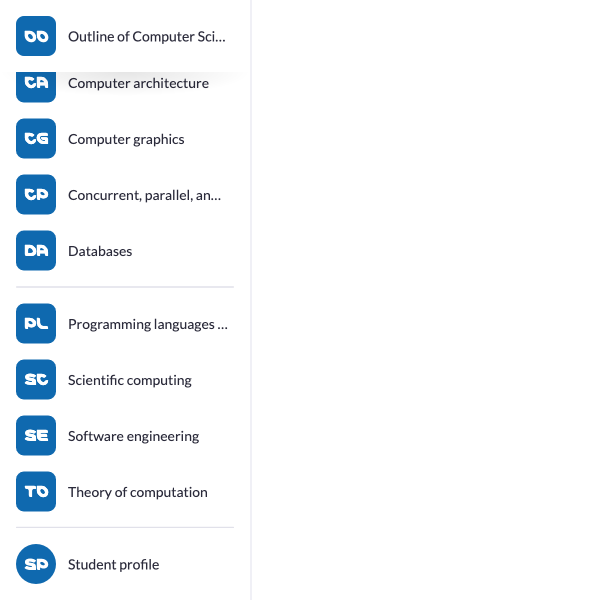 OO Outline of Computer Sci...
CA Computer architecture
CG Computer graphics
CP Concurrent, parallel, an...
DA Databases
PL Programming languages ...
SC Scientific computing
SE Software engineering
TO Theory of computation
SP Student profile